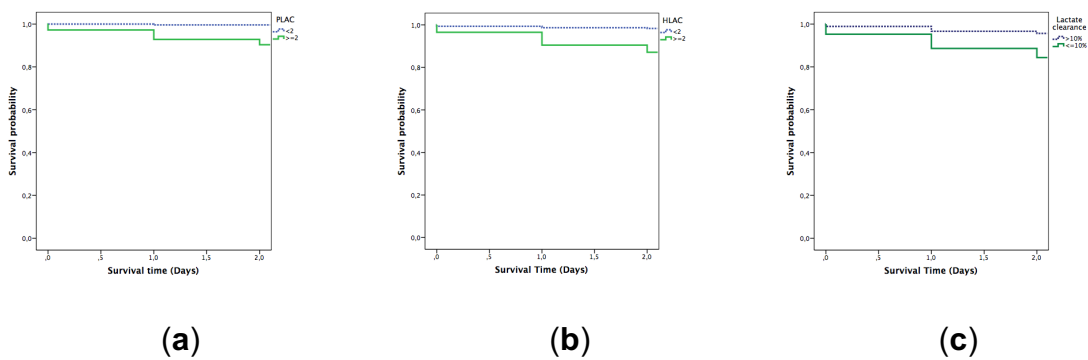 PLAC
<2
>=2
1,0
0,8
0,6
0,4
0,2
0,0
Survival probability
,0 ,5 1,0 1,5 2,0
Survival time (Days)
(a)
HLAC
<2
>=2
1,0
0,8
0,6
0,4
0,2
0,0
Survival probability
,0 ,5 1,0 1,5 2,0
Survival Time (Days)
(b)
Lactate
clearance
>10%
<=10%
1,0
0,8
0,6
0,4
0,2
0,0
Survival probability
,0 ,5 1,0 1,5 2,0
Survival Time (Days)
(c)